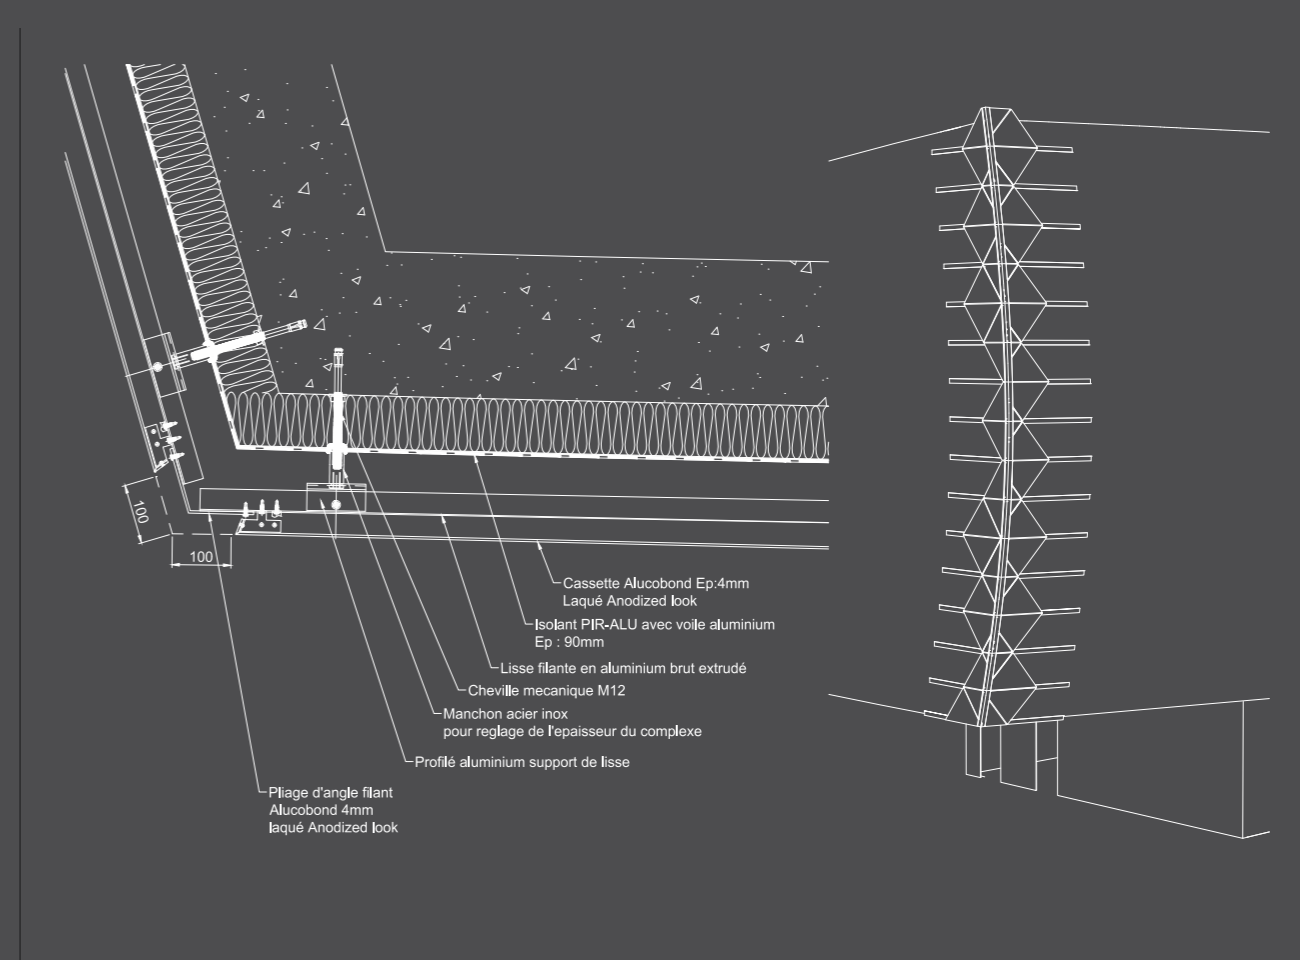 100
100
Cassette Alucobond Ep:4mm
Laqué Anodized look
Isolant PIR-ALU avec voile aluminium
Ep : 90mm
Lisse filante en aluminium brut extrudé
Cheville mecanique M12
Manchon acier inox
pour reglage de l'epaisseur du complexe
Profilé aluminium support de lisse
Pliage d'angle filant
Alucobond 4mm
laqué Anodized look